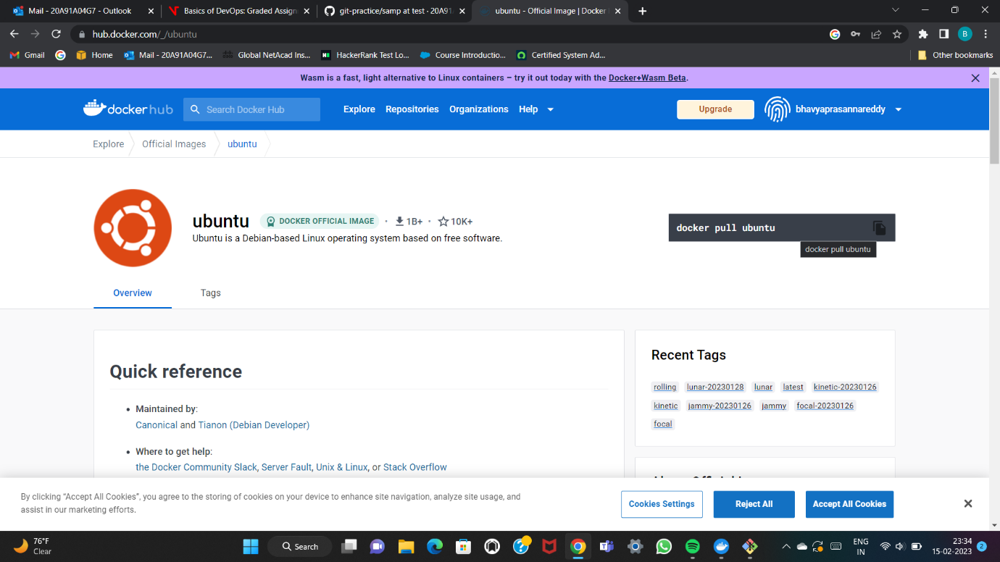 Mail - 20A91A04G7 - Outlook
Basics of DevOps: Graded Assign
git-practice/samp at test · 20A91
ubuntu - Official Image | Docker
hub.docker.com/_/ubuntu
B
Gmail
Home
Mail - 20A91A04G7...
Global NetAcad Ins...
HackerRank Test Lo...
Course Introductio...
Certified System Ad...
Other bookmarks
Wasm is a fast, light alternative to Linux containers – try it out today with the Docker+Wasm Beta.
dockerhub
Search Docker Hub
Explore
Repositories
Organizations
Help
Upgrade
bhavyaprasannareddy
Explore
Official Images
ubuntu
ubuntu
DOCKER OFFICIAL IMAGE
· 1B+ · 10K+
Ubuntu is a Debian-based Linux operating system based on free software.
docker pull ubuntu
docker pull ubuntu
Overview
Tags
Quick reference
• Maintained by:
Canonical and Tianon (Debian Developer)
• Where to get help:
the Docker Community Slack, Server Fault, Unix & Linux, or Stack Overflow
Recent Tags
rolling lunar-20230128 lunar latest kinetic-20230126
kinetic jammy-20230126 jammy focal-20230126
focal
By clicking “Accept All Cookies”, you agree to the storing of cookies on your device to enhance site navigation, analyze site usage, and
assist in our marketing efforts.
Cookies Settings
Reject All
Accept All Cookies
76°F
Clear
Search
ENG
IN
23:34
15-02-2023
2